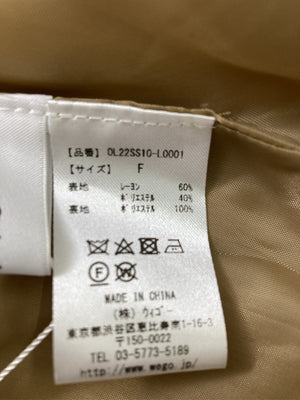 【品番】 OL22SS10-L0001
【サイズ】 F
表地 レーヨン 60%
ポリエステル 40%
裏地 ポリエステル 100%
F W
MADE IN CHINA
(株)ウィゴー
東京都渋谷区恵比寿1-16-3
〒150-0022
TEL 03-5773-5189
http://www.wego.jp/